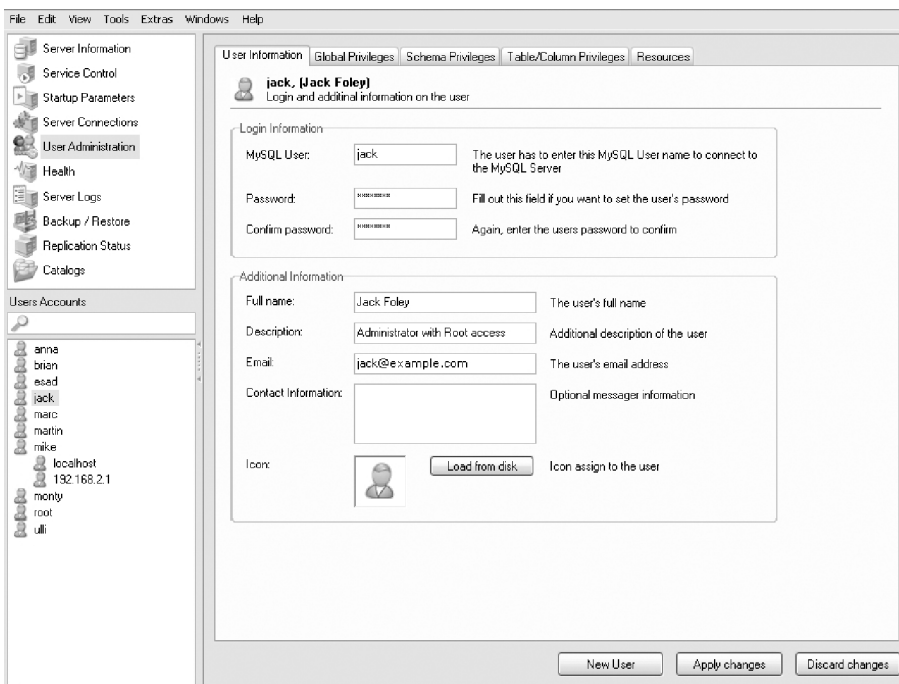 File Edit View Tools Extras Windows Help
Server Information
Service Control
Startup Parameters
Server Connections
User Administration
Health
Server Logs
Backup / Restore
Replication Status
Catalogs
Users Accounts
anna
brian
esad
jack
marc
martin
mike
localhost
192.168.2.1
monty
root
ulli
User Information Global Privileges Schema Privileges Table/Column Privileges Resources
jack, (Jack Foley)
Login and additinal information on the user
Login Information
MySQL User: jack The user has to enter this MySQL User name to connect to
the MySQL Server
Password: ******** Fill out this field if you want to set the user's password
Confirm password: ******** Again, enter the users password to confirm
Additional Information
Full name: Jack Foley The user's full name
Description: Administrator with Root access Additional description of the user
Email: jack@example.com The user's email address
Contact Information: Optional messager information
Icon: Load from disk Icon assign to the user
New User Apply changes Discard changes